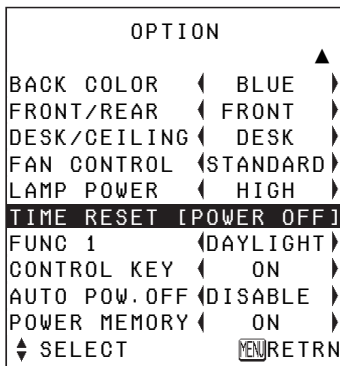 OPTION
▲
BACK COLOR ◀ BLUE ▶
FRONT/REAR ◀ FRONT ▶
DESK/CEILING ◀ DESK ▶
FAN CONTROL ◀STANDARD▶
LAMP POWER ◀ HIGH ▶
TIME RESET [POWER OFF]
FUNC 1 ◀DAYLIGHT▶
CONTROL KEY ◀ ON ▶
AUTO POW.OFF◀DISABLE ▶
POWER MEMORY◀ ON ▶
SELECT MENU RETRN